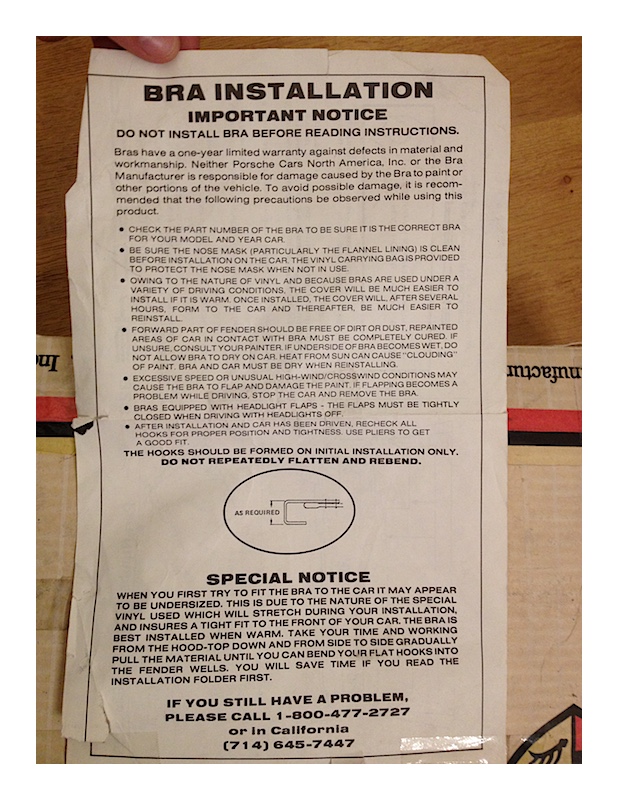 BRA INSTALLATION
IMPORTANT NOTICE
DO NOT INSTALL BRA BEFORE READING INSTRUCTIONS.
Bras have a one-year limited warranty against defects in material and
workmanship. Neither Porsche Cars North America, Inc. or the Bra
Manufacturer is responsible for damage caused by the Bra to paint or
other portions of the vehicle. To avoid possible damage, it is recom-
mended that the following precautions be observed while using this
product.
● CHECK THE PART NUMBER OF THE BRA TO BE SURE IT IS THE CORRECT BRA
FOR YOUR MODEL AND YEAR CAR.
● BE SURE THE NOSE MASK (PARTICULARLY THE FLANNEL LINING) IS CLEAN
BEFORE INSTALLATION ON THE CAR. THE VINYL CARRYING BAG IS PROVIDED
TO PROTECT THE NOSE MASK WHEN NOT IN USE.
● OWING TO THE NATURE OF VINYL AND BECAUSE BRAS ARE USED UNDER A
VARIETY OF DRIVING CONDITIONS, THE COVER WILL BE MUCH EASIER TO
INSTALL IF IT IS WARM. ONCE INSTALLED, THE COVER WILL, AFTER SEVERAL
HOURS, FORM TO THE CAR AND THEREAFTER, BE MUCH EASIER TO
REINSTALL.
● FORWARD PART OF FENDER SHOULD BE FREE OF DIRT OR DUST, REPAINTED
AREAS OF CAR IN CONTACT WITH BRA MUST BE COMPLETELY CURED. IF
UNSURE, CONSULT YOUR PAINTER. IF UNDERSIDE OF BRA BECOMES WET, DO
NOT ALLOW BRA TO DRY ON CAR. HEAT FROM SUN CAN CAUSE "CLOUDING"
OF PAINT. BRA AND CAR MUST BE DRY WHEN REINSTALLING.
● EXCESSIVE SPEED OR UNUSUAL HIGH-WIND/CROSSWIND CONDITIONS MAY
CAUSE THE BRA TO FLAP AND DAMAGE THE PAINT. IF FLAPPING BECOMES A
PROBLEM WHILE DRIVING, STOP THE CAR AND REMOVE THE BRA.
● BRAS EQUIPPED WITH HEADLIGHT FLAPS - THE FLAPS MUST BE TIGHTLY
CLOSED WHEN DRIVING WITH HEADLIGHTS OFF.
● AFTER INSTALLATION AND CAR HAS BEEN DRIVEN, RECHECK ALL
HOOKS FOR PROPER POSITION AND TIGHTNESS. USE PLIERS TO GET
A GOOD FIT.
THE HOOKS SHOULD BE FORMED ON INITIAL INSTALLATION ONLY.
DO NOT REPEATEDLY FLATTEN AND REBEND.
AS REQUIRED
SPECIAL NOTICE
WHEN YOU FIRST TRY TO FIT THE BRA TO THE CAR IT MAY APPEAR
TO BE UNDERSIZED. THIS IS DUE TO THE NATURE OF THE SPECIAL
VINYL USED WHICH WILL STRETCH DURING YOUR INSTALLATION,
AND INSURES A TIGHT FIT TO THE FRONT OF YOUR CAR. THE BRA IS
BEST INSTALLED WHEN WARM. TAKE YOUR TIME AND WORKING
FROM THE HOOD-TOP DOWN AND FROM SIDE TO SIDE GRADUALLY
PULL THE MATERIAL UNTIL YOU CAN BEND YOUR FLAT HOOKS INTO
THE FENDER WELLS. YOU WILL SAVE TIME IF YOU READ THE
INSTALLATION FOLDER FIRST.
IF YOU STILL HAVE A PROBLEM,
PLEASE CALL 1-800-477-2727
or in California
(714) 645-7447